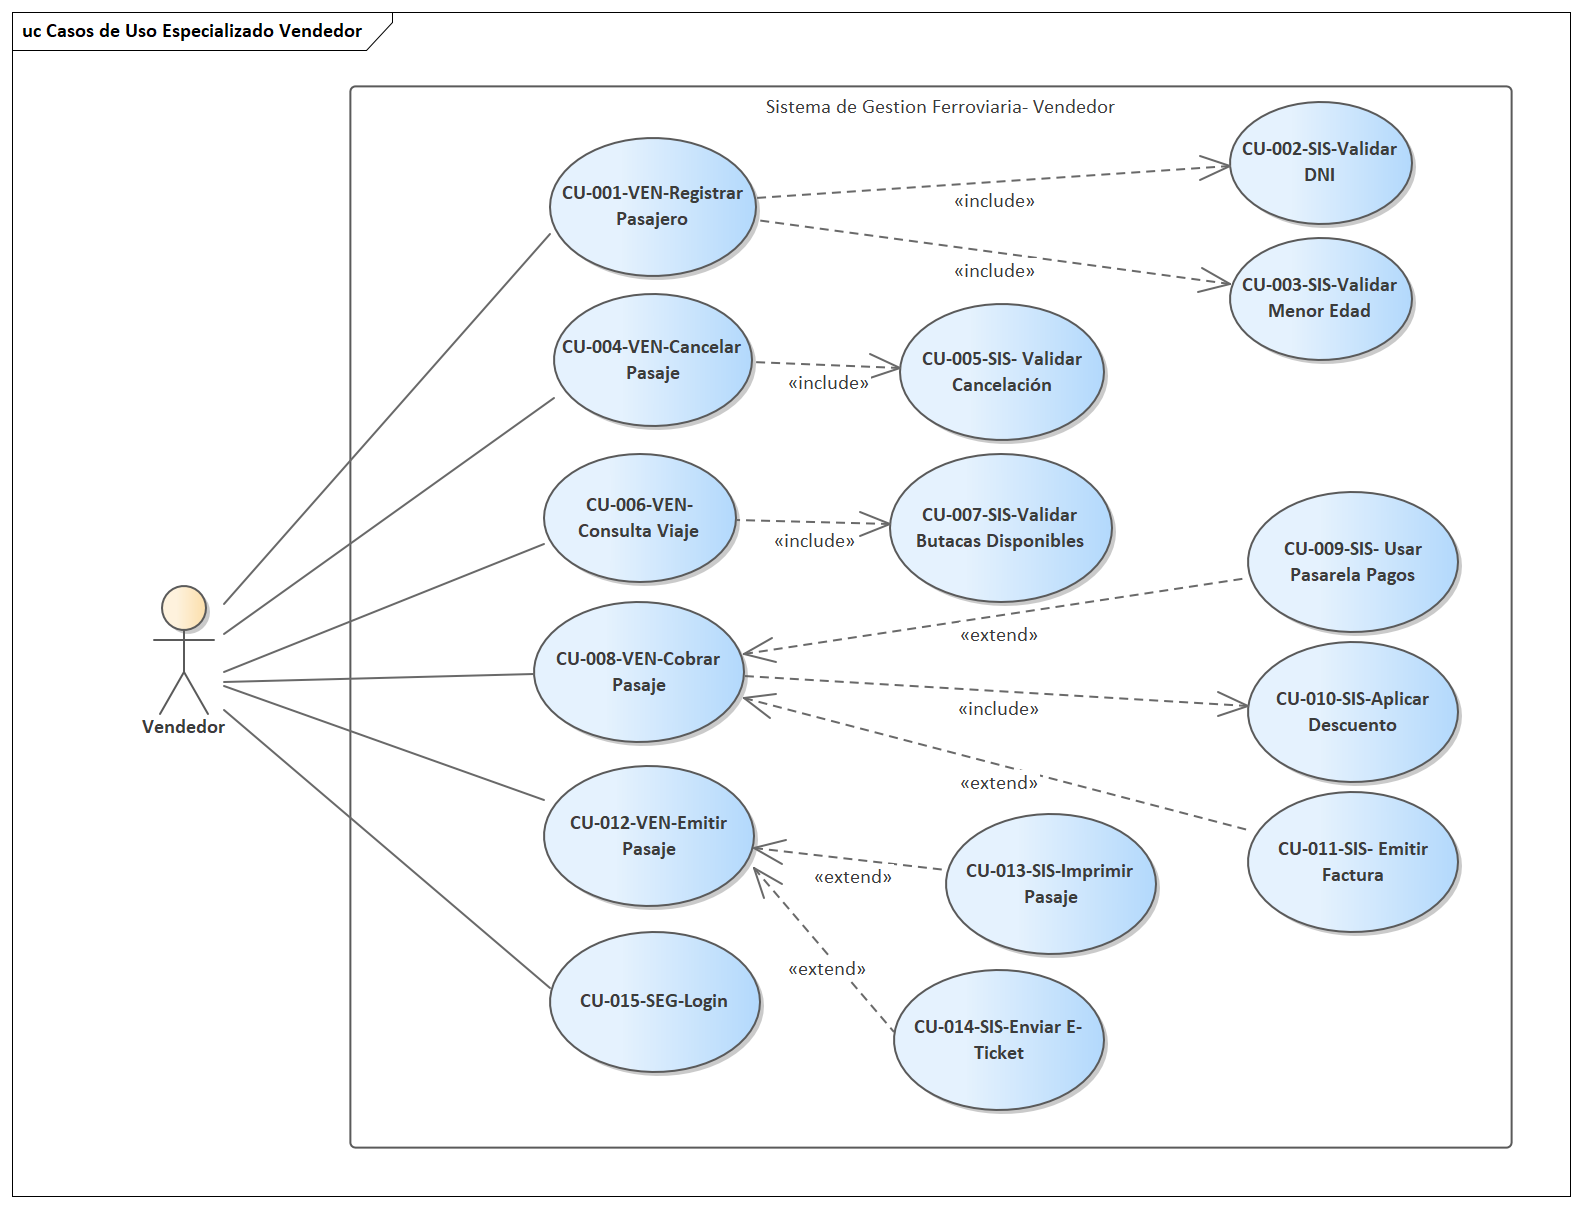 uc Casos de Uso Especializado Vendedor
Sistema de Gestion Ferroviaria- Vendedor
CU-001-VEN-Registrar
Pasajero
«include»
CU-002-SIS-Validar
DNI
«include»
CU-003-SIS-Validar
Menor Edad
CU-004-VEN-Cancelar
Pasaje
«include»
CU-005-SIS- Validar
Cancelación
CU-006-VEN-
Consulta Viaje
«include»
CU-007-SIS-Validar
Butacas Disponibles
CU-009-SIS- Usar
Pasarela Pagos
«extend»
CU-008-VEN-Cobrar
Pasaje
«include»
CU-010-SIS-Aplicar
Descuento
Vendedor
«extend»
CU-011-SIS- Emitir
Factura
CU-012-VEN-Emitir
Pasaje
«extend»
CU-013-SIS-Imprimir
Pasaje
«extend»
CU-014-SIS-Enviar E-
Ticket
CU-015-SEG-Login